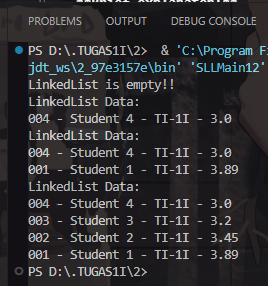 PROBLEMS OUTPUT DEBUG CONSOLE
PS D:\.TUGAS1I\2> & 'C:\Program Fi
jdt_ws\2_97e3157e\bin' 'SLLMain12'
LinkedList is empty!!
LinkedList Data:
004 - Student 4 - TI-1I - 3.0
LinkedList Data:
004 - Student 4 - TI-1I - 3.0
001 - Student 1 - TI-1I - 3.89
LinkedList Data:
004 - Student 4 - TI-1I - 3.0
003 - Student 3 - TI-1I - 3.2
002 - Student 2 - TI-1I - 3.45
001 - Student 1 - TI-1I - 3.89
PS D:\.TUGAS1I\2>